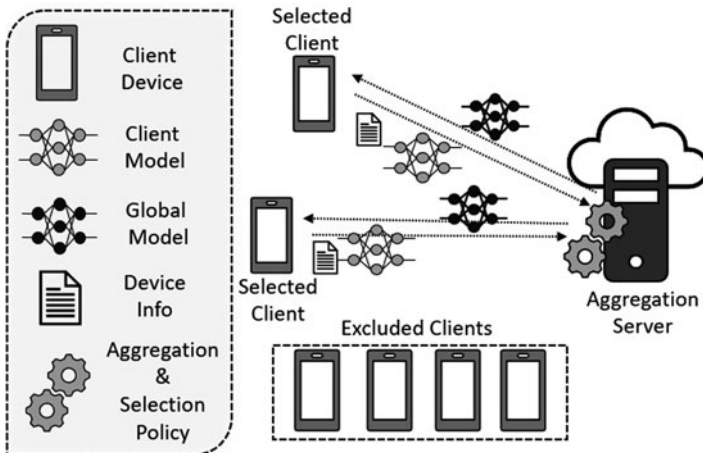 Client
Device
Client
Model
Global
Model
Device
Info
Aggregation
&
Selection
Policy
Selected
Client
Selected
Client
Aggregation
Server
Excluded Clients